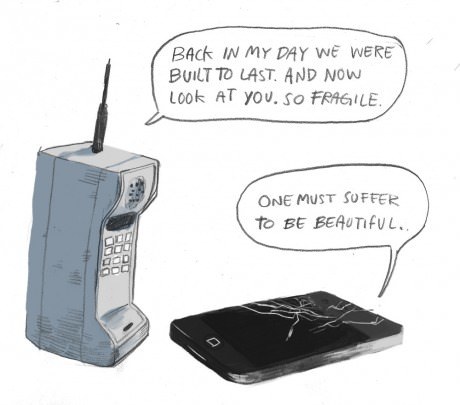 BACK IN MY DAY WE WERE
BUILT TO LAST. AND NOW
LOOK AT YOU. SO FRAGILE.
ONE MUST SUFFER
TO BE BEAUTIFUL..